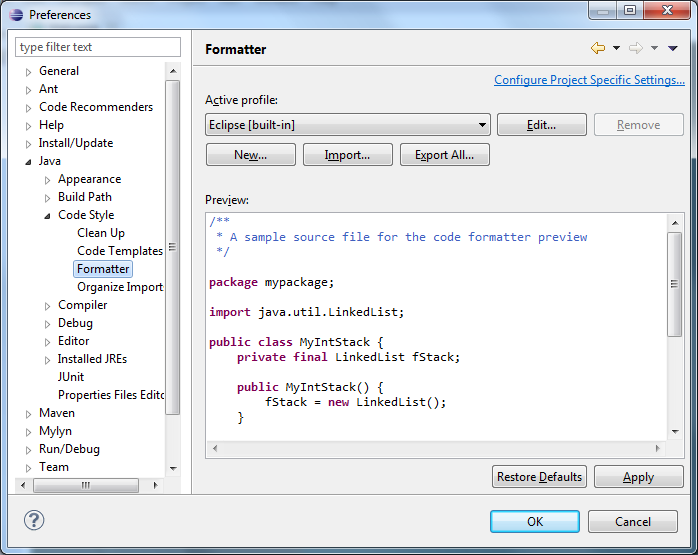 Preferences
type filter text
General
Ant
Code Recommenders
Help
Install/Update
Java
Appearance
Build Path
Code Style
Clean Up
Code Templates
Formatter
Organize Import
Compiler
Debug
Editor
Installed JREs
JUnit
Properties Files Edito
Maven
Mylyn
Run/Debug
Team
Formatter
Configure Project Specific Settings...
Active profile:
Eclipse [built-in]
Edit...
Remove
New...
Import...
Export All...
Preview:
/**
 * A sample source file for the code formatter preview
 */
package mypackage;
import java.util.LinkedList;
public class MyIntStack {
    private final LinkedList fStack;
    public MyIntStack() {
        fStack = new LinkedList();
    }
Restore Defaults
Apply
?
OK
Cancel